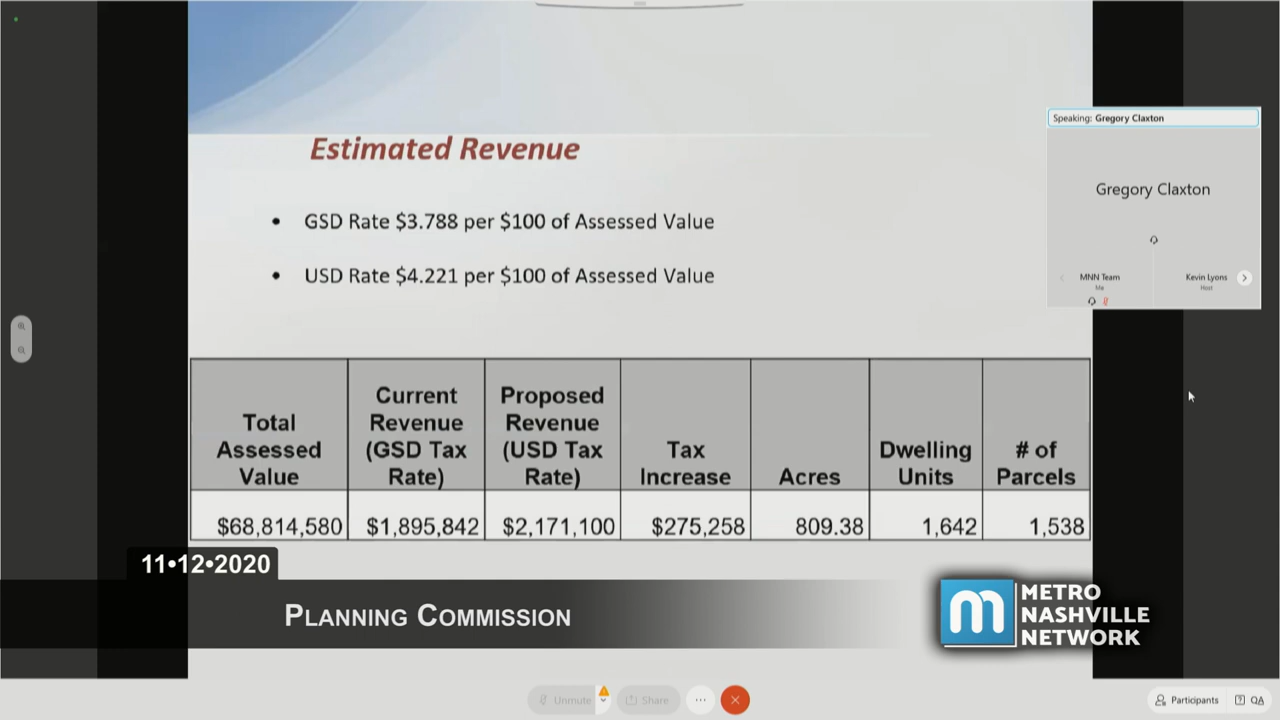 Estimated Revenue
• GSD Rate $3.788 per $100 of Assessed Value
• USD Rate $4.221 per $100 of Assessed Value
Speaking: Gregory Claxton
Gregory Claxton
MNN Team
Me
Kevin Lyons
Host
Total Assessed Value
Current Revenue (GSD Tax Rate)
Proposed Revenue (USD Tax Rate)
Tax Increase
Acres
Dwelling Units
# of Parcels
$68,814,580 $1,895,842 $2,171,100 $275,258 809.38 1,642 1,538
11•12•2020
PLANNING COMMISSION
m
METRO
NASHVILLE
NETWORK
Unmute
Share
Participants
QA